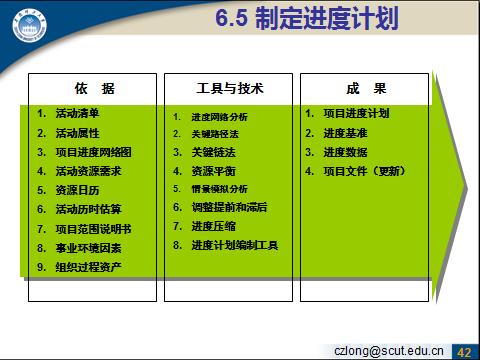 6.5 制定进度计划
依 据
1. 活动清单
2. 活动属性
3. 项目进度网络图
4. 活动资源需求
5. 资源日历
6. 活动历时估算
7. 项目范围说明书
8. 事业环境因素
9. 组织过程资产
工具与技术
1. 进度网络分析
2. 关键路径法
3. 关键链法
4. 资源平衡
5. 情景模拟分析
6. 调整提前和滞后
7. 进度压缩
8. 进度计划编制工具
成 果
1. 项目进度计划
2. 进度基准
3. 进度数据
4. 项目文件（更新）
czlong@scut.edu.cn
42